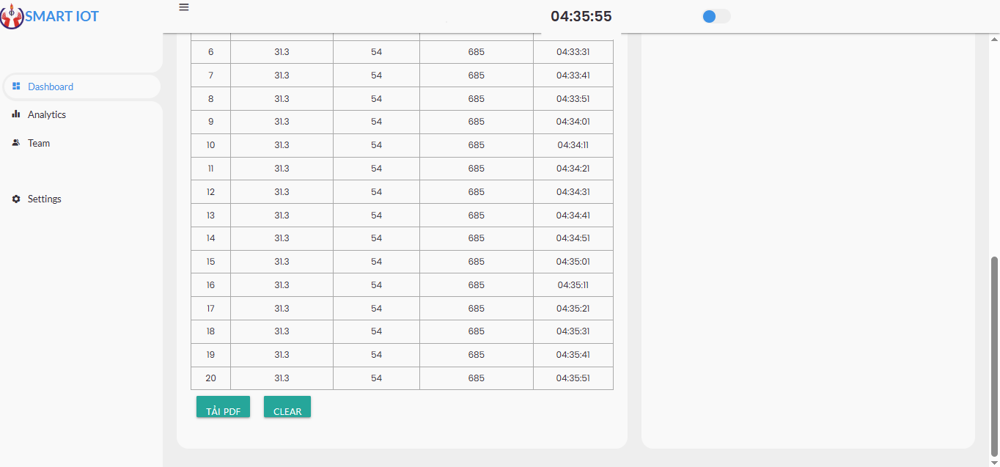 SMART IOT
04:35:55
Dashboard
Analytics
Team
Settings
6 31.3 54 685 04:33:31
7 31.3 54 685 04:33:41
8 31.3 54 685 04:33:51
9 31.3 54 685 04:34:01
10 31.3 54 685 04:34:11
11 31.3 54 685 04:34:21
12 31.3 54 685 04:34:31
13 31.3 54 685 04:34:41
14 31.3 54 685 04:34:51
15 31.3 54 685 04:35:01
16 31.3 54 685 04:35:11
17 31.3 54 685 04:35:21
18 31.3 54 685 04:35:31
19 31.3 54 685 04:35:41
20 31.3 54 685 04:35:51
TẢI PDF CLEAR